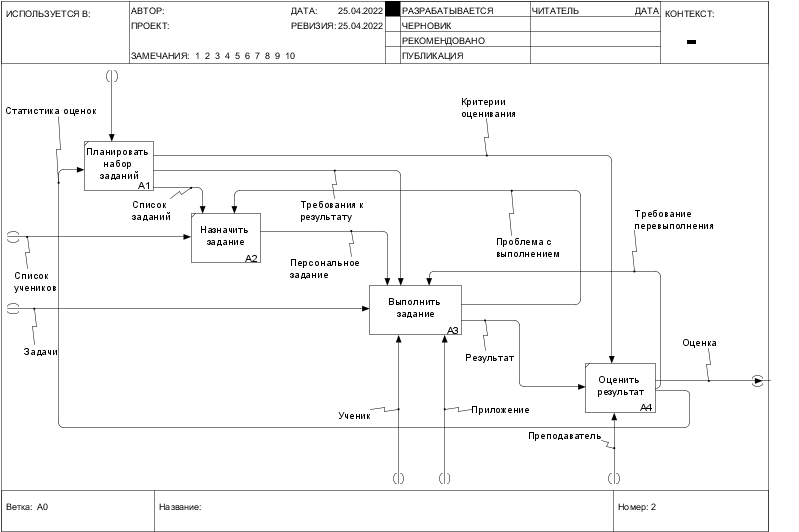 ИСПОЛЬЗУЕТСЯ В:
АВТОР:
ДАТА: 25.04.2022
РАЗРАБАТЫВАЕТСЯ
ЧИТАТЕЛЬ
ДАТА
КОНТЕКСТ:
ПРОЕКТ:
РЕВИЗИЯ: 25.04.2022
ЧЕРНОВИК
РЕКОМЕНДОВАНО
ЗАМЕЧАНИЯ: 1 2 3 4 5 6 7 8 9 10
ПУБЛИКАЦИЯ
Статистика оценок
Критерии
оценивания
Планировать
набор
заданий
A1
Список
заданий
Требования к
результату
Назначить
задание
A2
Персональное
задание
Проблема с
выполнением
Требование
перевыполнения
Список
учеников
Выполнить
задание
A3
Задачи
Результат
Оценка
Оценить
результат
A4
Ученик
Приложение
Преподаватель
Ветка: A0
Название:
Номер: 2